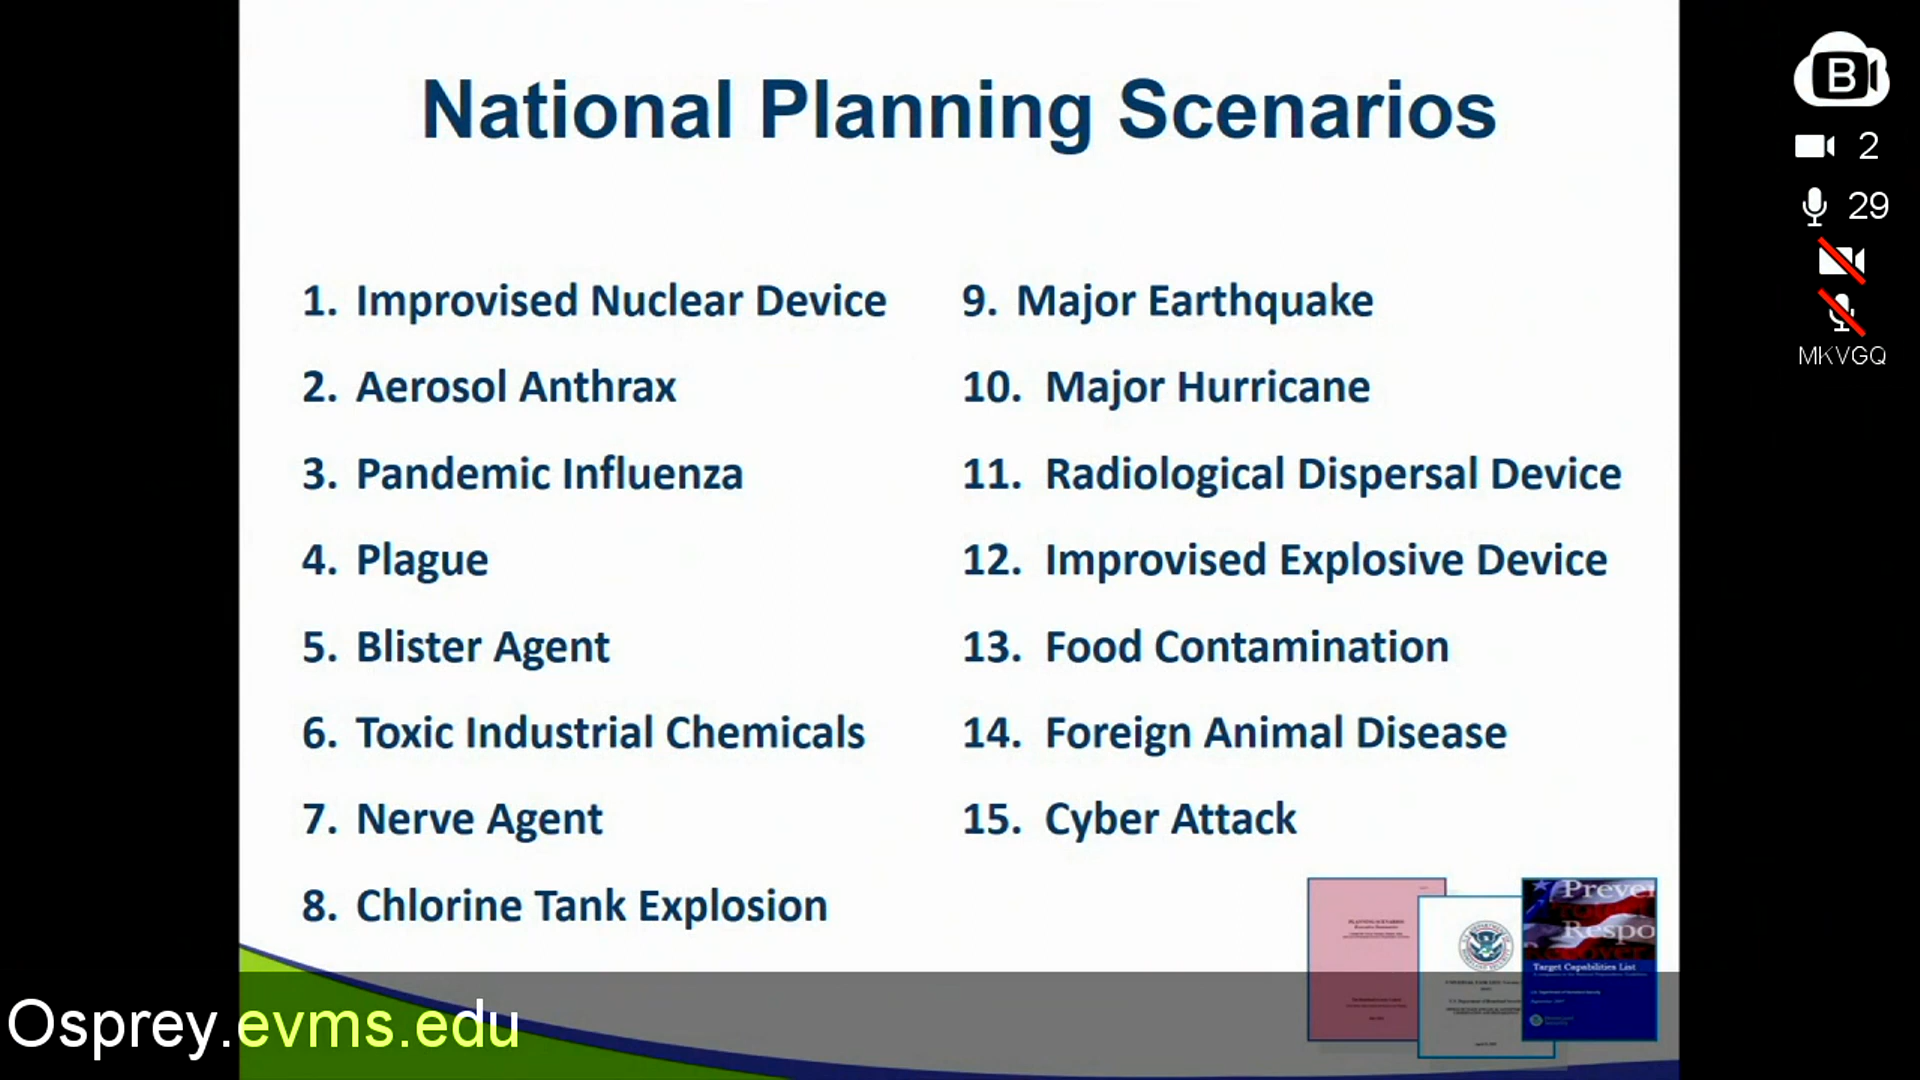 National Planning Scenarios
1. Improvised Nuclear Device
2. Aerosol Anthrax
3. Pandemic Influenza
4. Plague
5. Blister Agent
6. Toxic Industrial Chemicals
7. Nerve Agent
8. Chlorine Tank Explosion
9. Major Earthquake
10. Major Hurricane
11. Radiological Dispersal Device
12. Improvised Explosive Device
13. Food Contamination
14. Foreign Animal Disease
15. Cyber Attack
B
2
29
MKVGQ
Preve
Respo
Target Capabilities List
Osprey.evms.edu